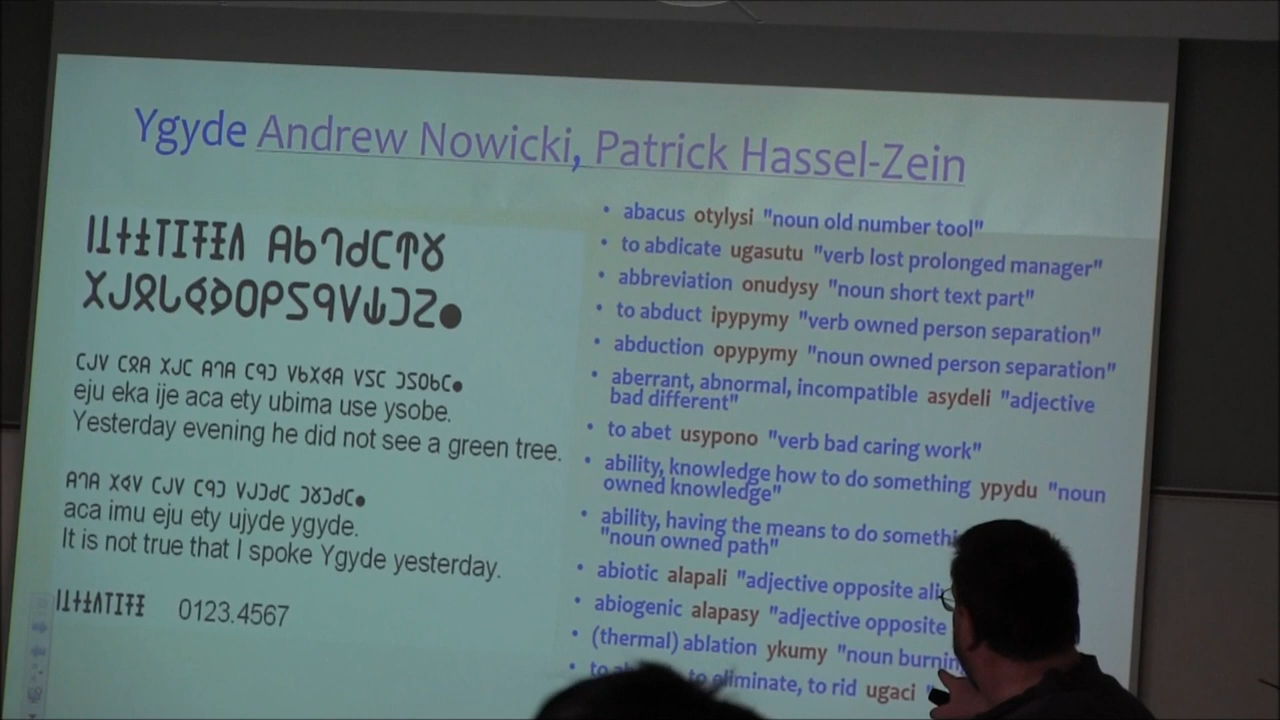 Ygyde Andrew Nowicki, Patrick Hassel-Zein
eju eka ije aca ety ubima use ysobe.
Yesterday evening he did not see a green tree.
aca imu eju ety ujyde ygyde.
It is not true that I spoke Ygyde yesterday.
0123.4567
• abacus otylysi "noun old number tool"
• to abdicate ugasutu "verb lost prolonged manager"
• abbreviation onudysy "noun short text part"
• to abduct ipypymy "verb owned person separation"
• abduction opypymy "noun owned person separation"
• aberrant, abnormal, incompatible asydeli "adjective
bad different"
• to abet usypono "verb bad caring work"
• ability, knowledge how to do something ypydu "noun
owned knowledge"
• ability, having the means to do
"noun owned path"
• abiotic alapali "adjective opposite
• abiogenic alapasy "adjective opposite
• (thermal) ablation ykumy "noun
• to eliminate, to rid ugaci "